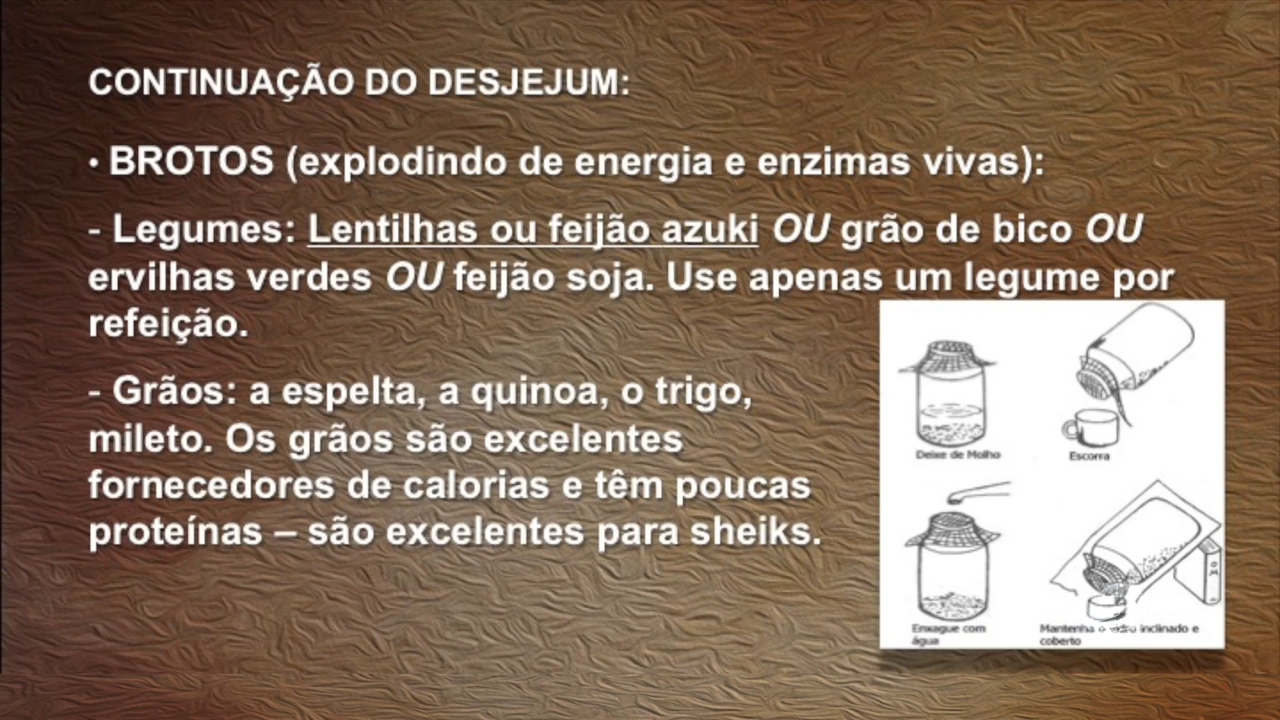 CONTINUAÇÃO DO DESJEJUM:
• BROTOS (explodindo de energia e enzimas vivas):
- Legumes: Lentilhas ou feijão azuki OU grão de bico OU
ervilhas verdes OU feijão soja. Use apenas um legume por
refeição.
- Grãos: a espelta, a quinoa, o trigo,
mileto. Os grãos são excelentes
fornecedores de calorias e têm poucas
proteínas – são excelentes para sheiks.
Deixe de Molho
Escorra
Enxague com
água
Mantenha o vidro inclinado e
coberto